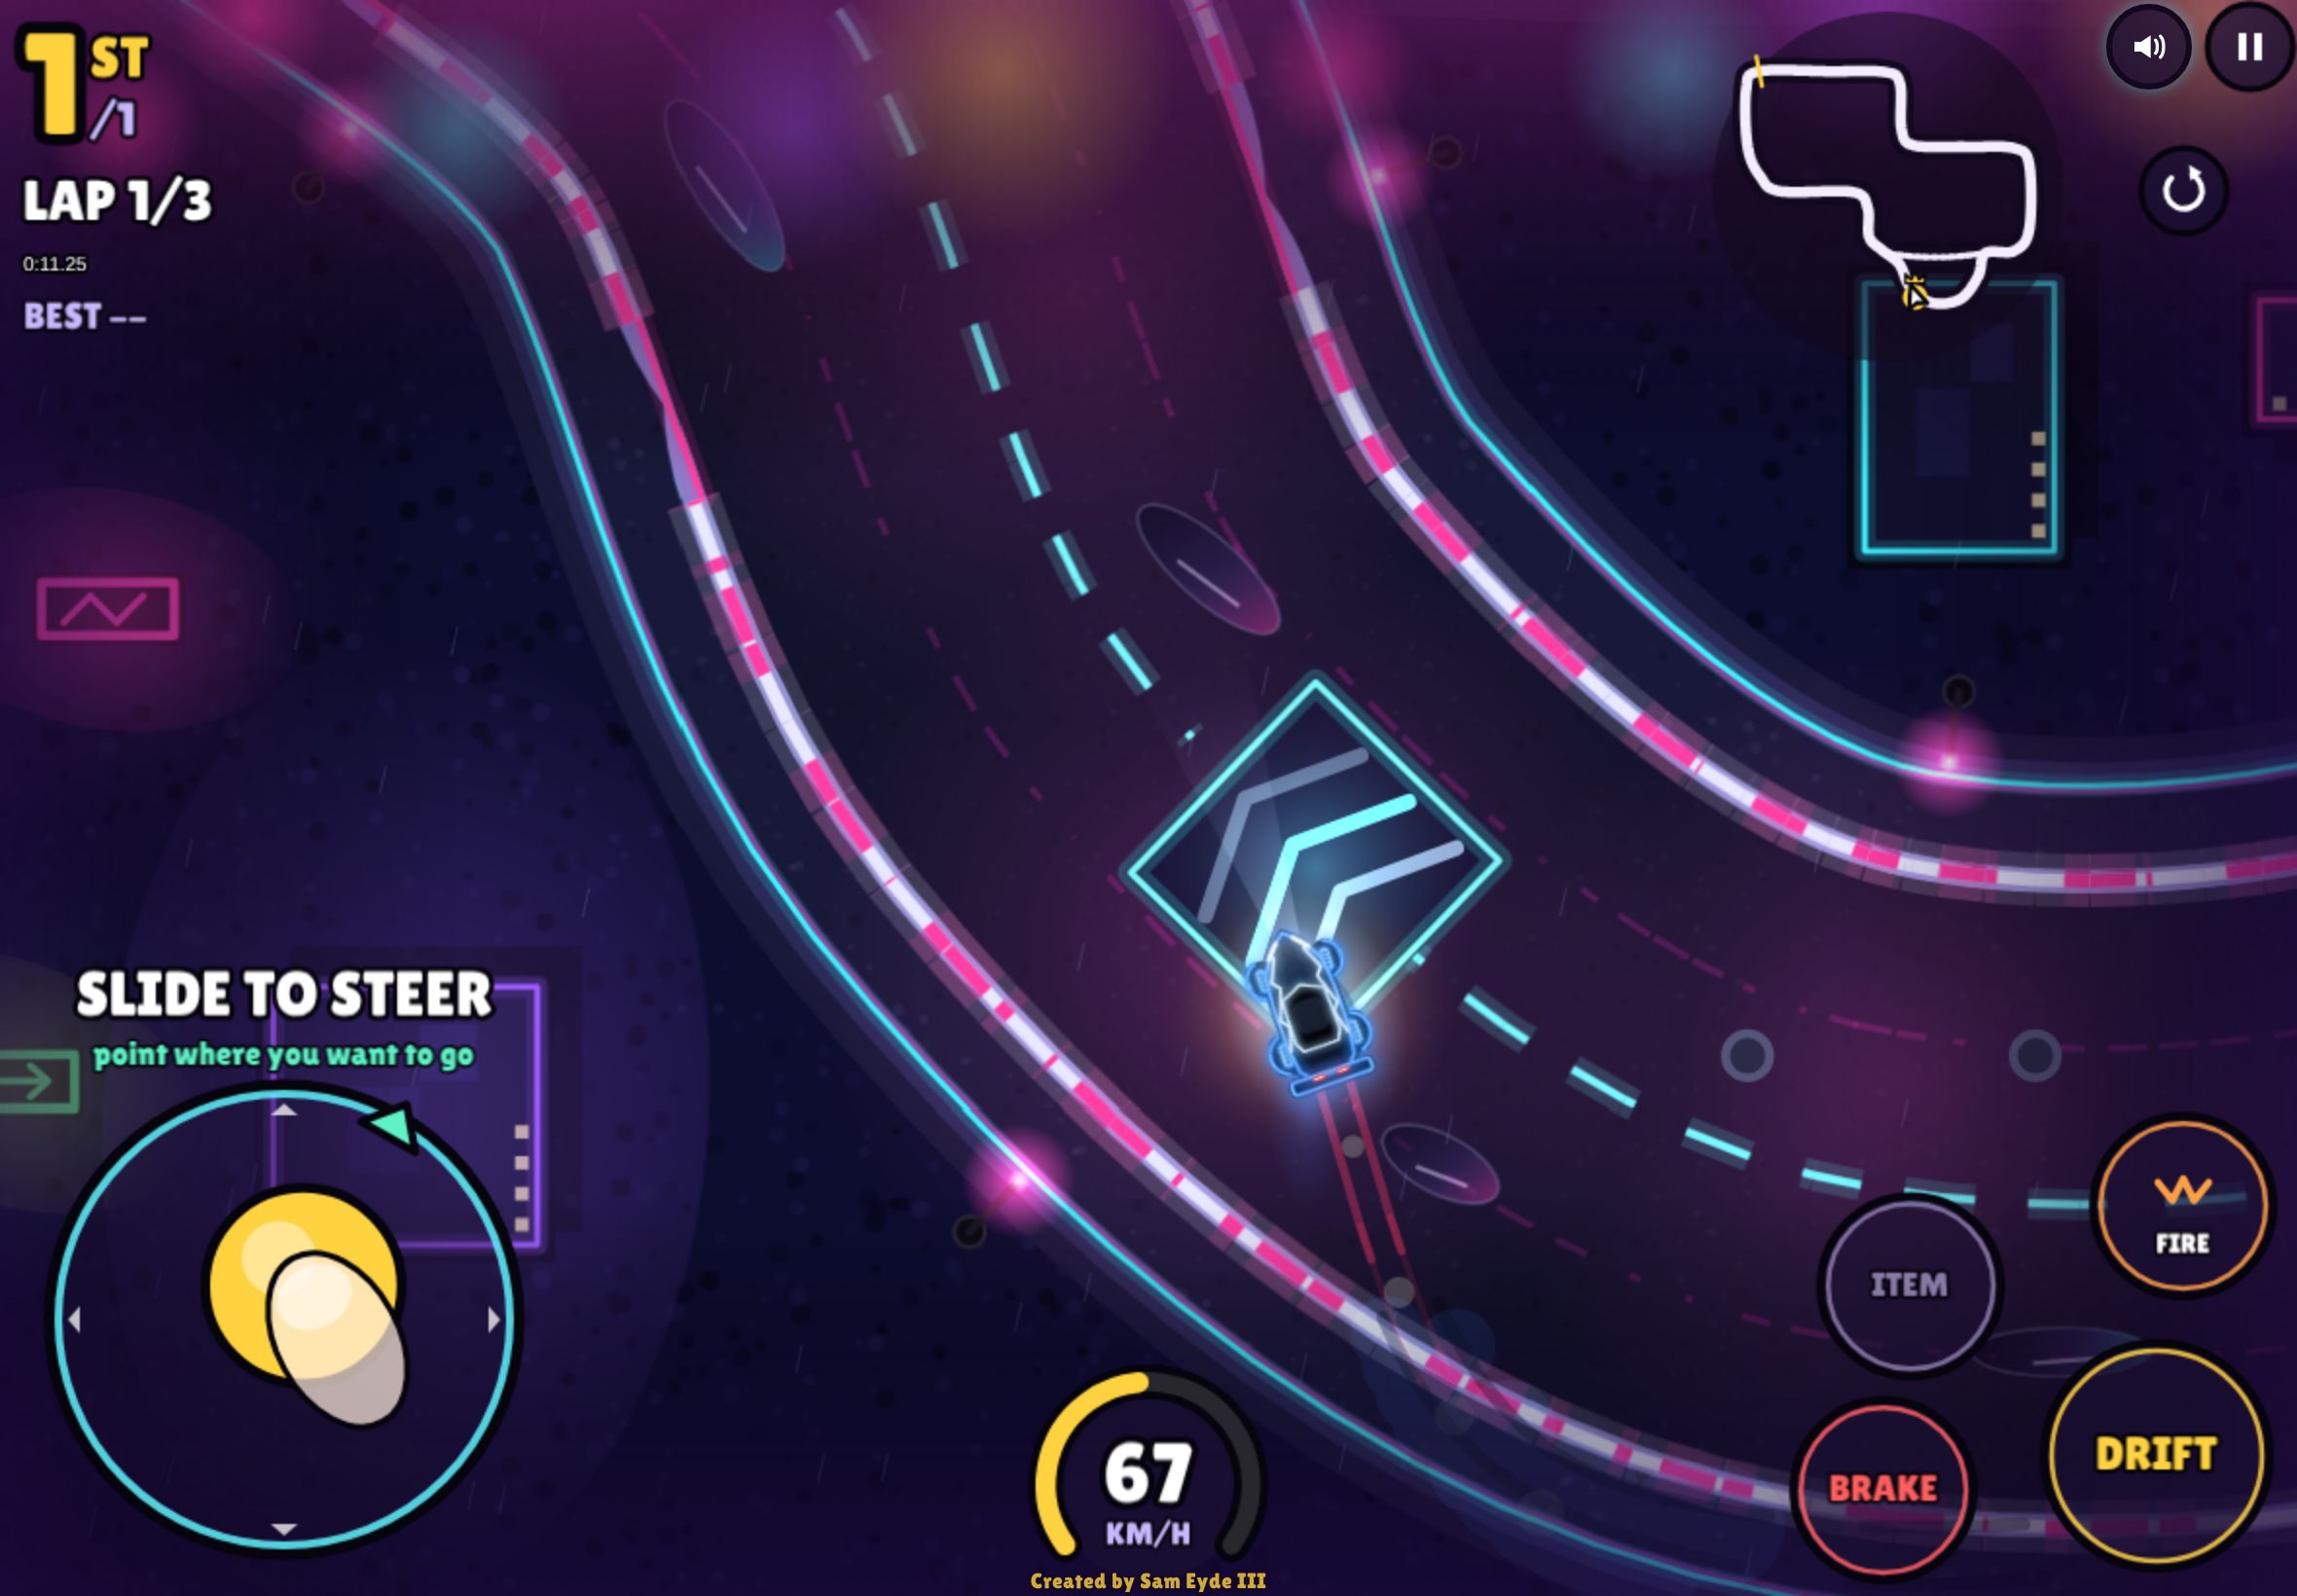 1ST
/1
LAP 1/3
0:11.25
BEST --
SLIDE TO STEER
point where you want to go
FIRE
ITEM
DRIFT
BRAKE
67
KM/H
Created by Sam Eyde III